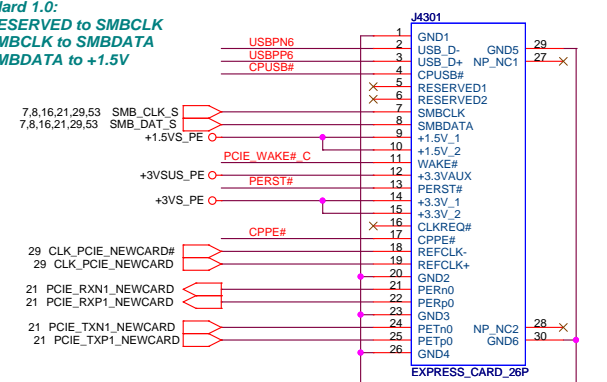 dard 1.0:
RESERVED to SMBCLK
MBCLK to SMBDATA
MBDATA to +1.5V
J4301
1 GND1
USBPN6 2 USB_D- GND5 29
USBPP6 3 USB_D+ NP_NC1 27
CPUSB# 4 CPUSB#
5 RESERVED1
6 RESERVED2
7,8,16,21,29,53 SMB_CLK_S 7 SMBCLK
7,8,16,21,29,53 SMB_DAT_S 8 SMBDATA
+1.5VS_PE 9 +1.5V_1
10 +1.5V_2
PCIE_WAKE#_C 11 WAKE#
+3VSUS_PE 12 +3.3VAUX
PERST# 13 PERST#
+3VS_PE 14 +3.3V_1
15 +3.3V_2
16 CLKREQ#
CPPE# 17 CPPE#
29 CLK_PCIE_NEWCARD# 18 REFCLK-
29 CLK_PCIE_NEWCARD 19 REFCLK+
20 GND2
21 PCIE_RXN1_NEWCARD 21 PERn0
21 PCIE_RXP1_NEWCARD 22 PERp0
23 GND3
21 PCIE_TXN1_NEWCARD 24 PETn0 NP_NC2 28
21 PCIE_TXP1_NEWCARD 25 PETp0 GND6 30
26 GND4
EXPRESS_CARD_26P